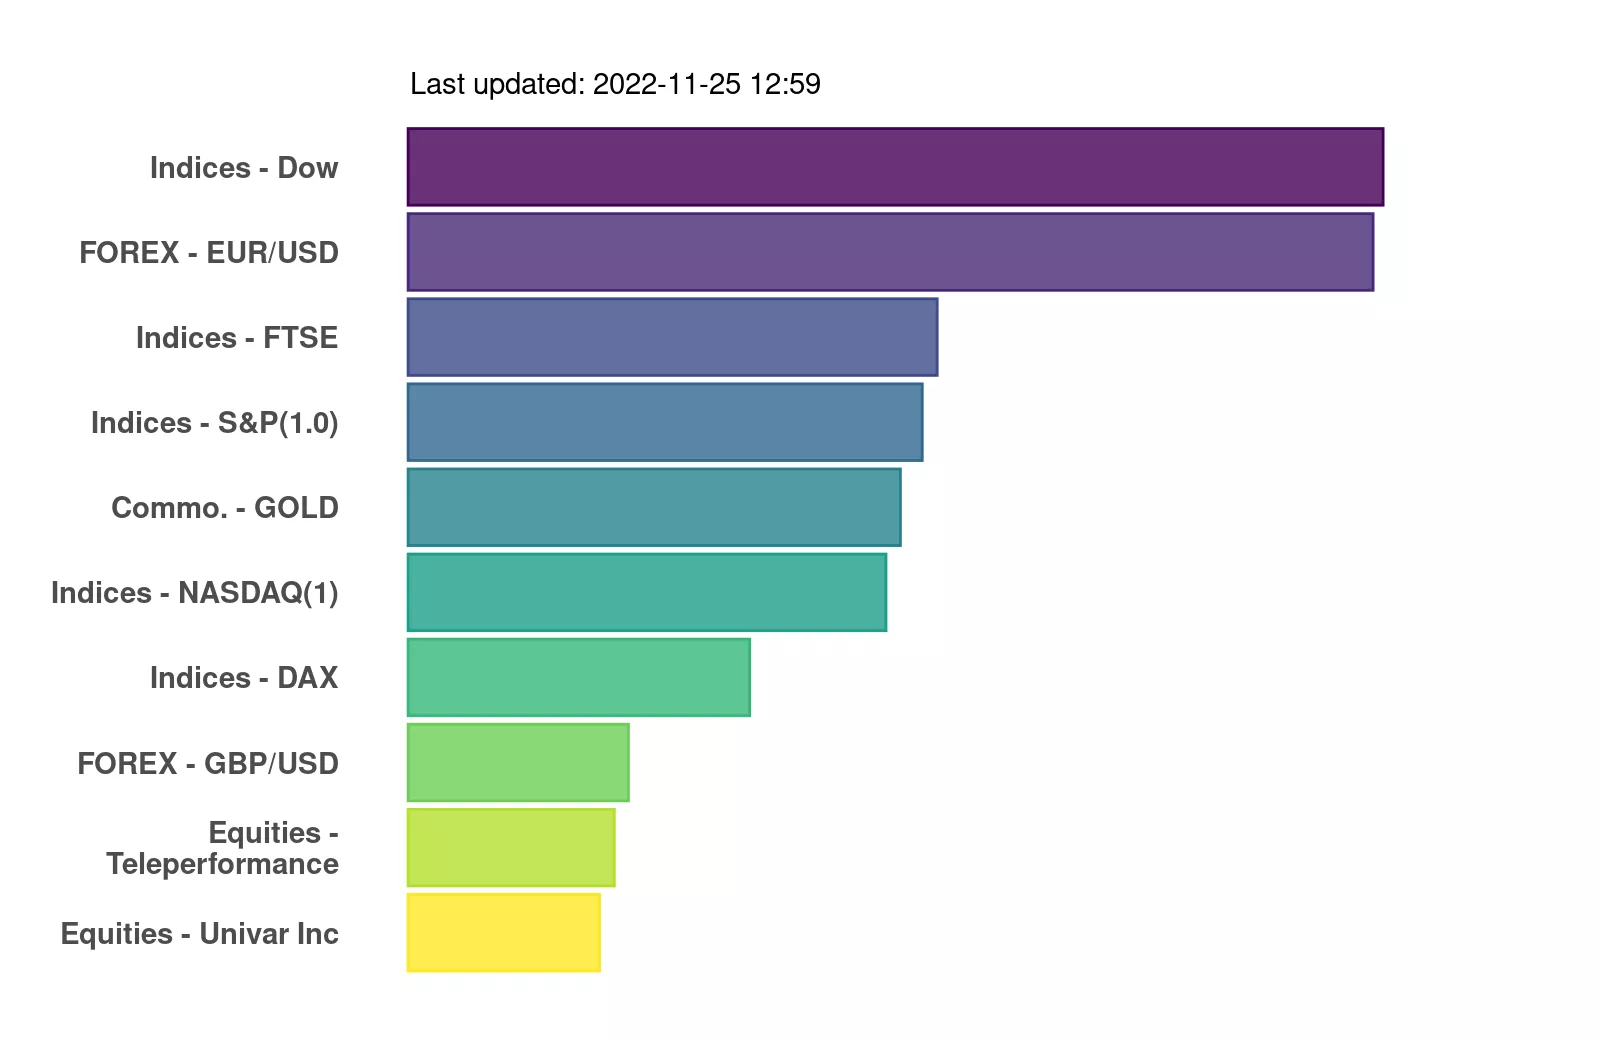 Last updated: 2022-11-25 12:59
Indices - Dow
FOREX - EUR/USD
Indices - FTSE
Indices - S&P(1.0)
Commo. - GOLD
Indices - NASDAQ(1)
Indices - DAX
FOREX - GBP/USD
Equities -
Teleperformance
Equities - Univar Inc